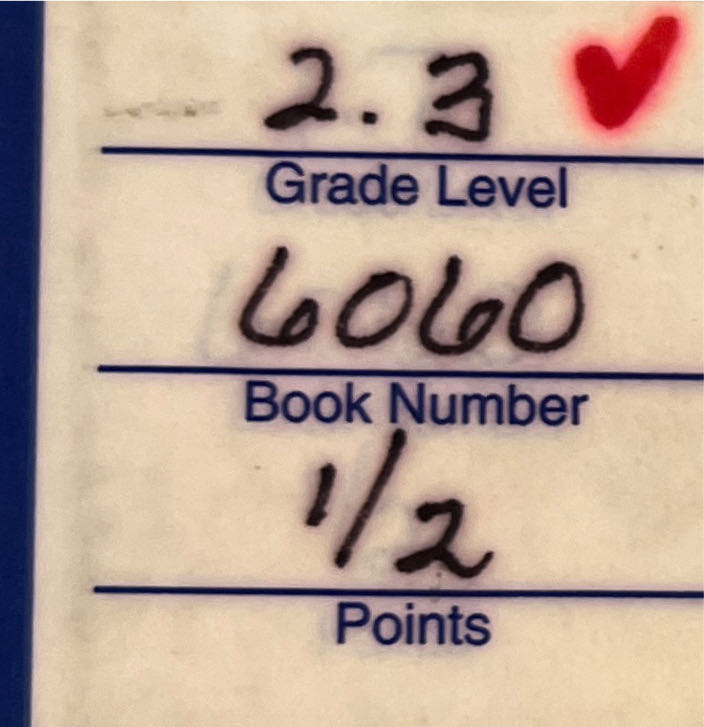 2.3
Grade Level
6060
Book Number
1/2
Points